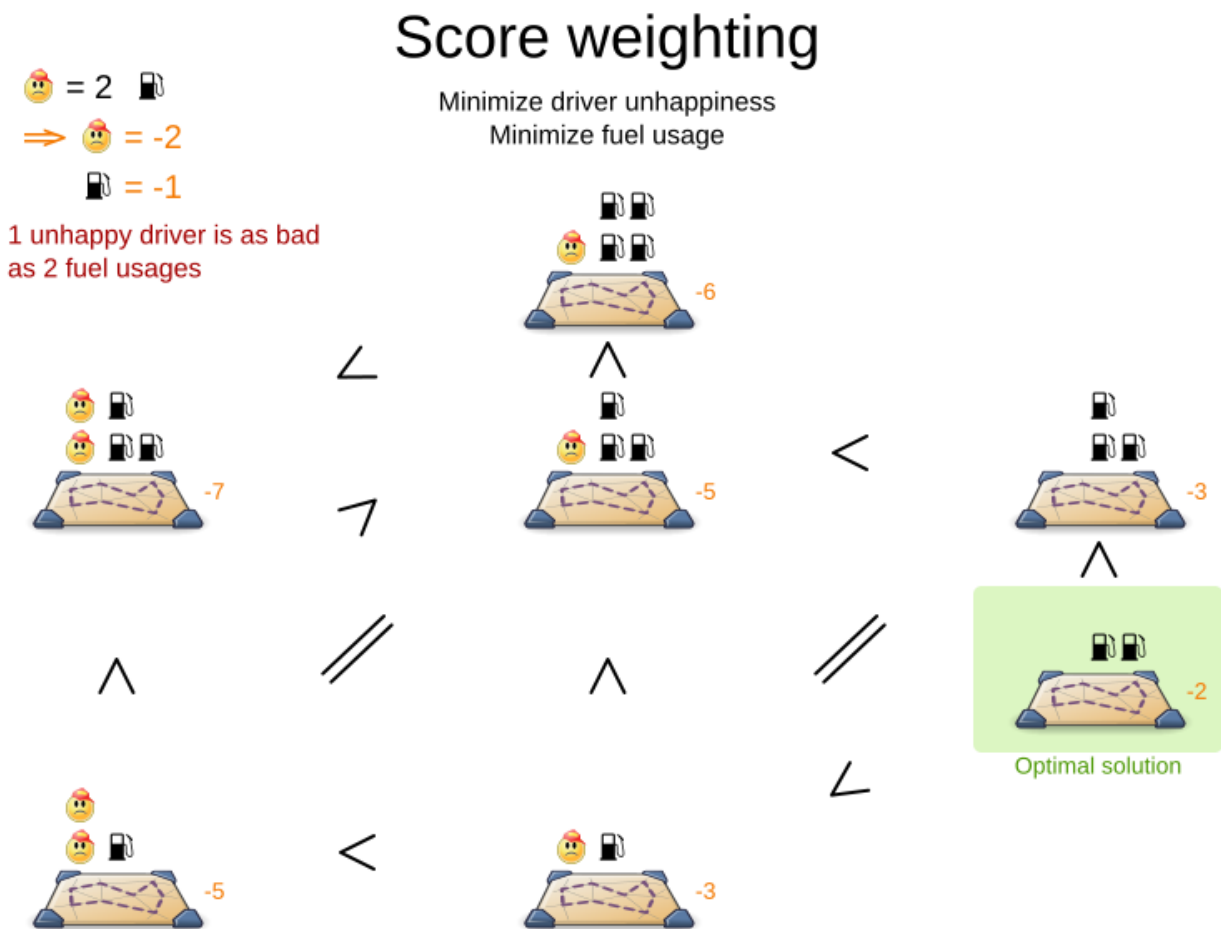 Score weighting
= 2
Minimize driver unhappiness
Minimize fuel usage
⇒ = -2
= -1
1 unhappy driver is as bad
as 2 fuel usages
-6
<
<
-7
-5
<
-3
<
<
=
<
=
<
-2
Optimal solution
<
-5
<
-3